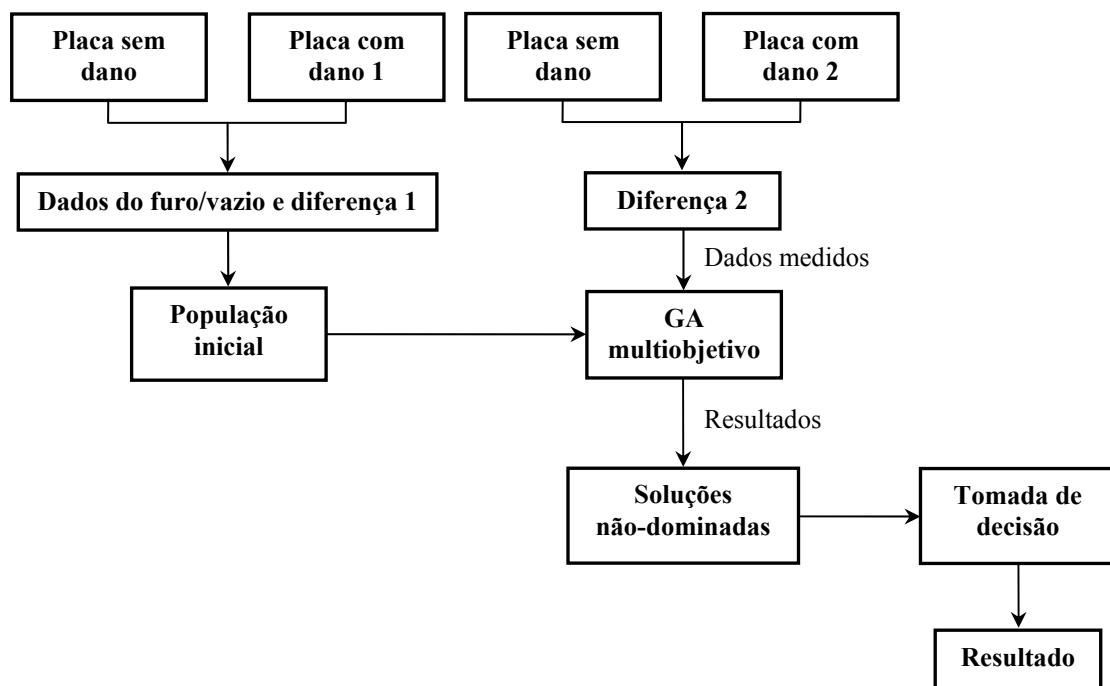 Placa sem
dano
Placa com
dano 1
Placa sem
dano
Placa com
dano 2
Dados do furo/vazio e diferença 1
Diferença 2
Dados medidos
População
inicial
GA
multiobjetivo
Resultados
Soluções
não-dominadas
Tomada de
decisão
Resultado